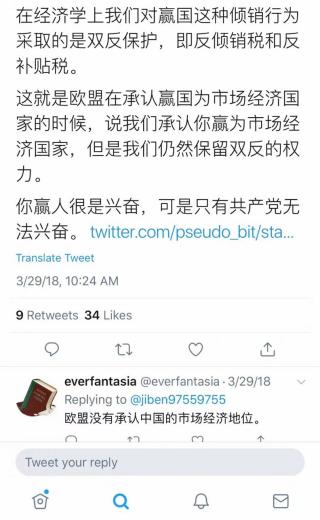 在经济学上我们对赢国这种倾销行为
采取的是双反保护，即反倾销税和反
补贴税。
这就是欧盟在承认赢国为市场经济国
家的时候，说我们承认你赢为市场经
济国家，但是我们仍然保留双反的权
力。
你赢人很是兴奋，可是只有共产党无
法兴奋。 twitter.com/pseudo_bit/sta...
Translate Tweet
3/29/18, 10:24 AM
9 Retweets 34 Likes
everfantasia @everfantasia · 3/29/18
Replying to @jiben97559755
欧盟没有承认中国的市场经济地位。
Tweet your reply